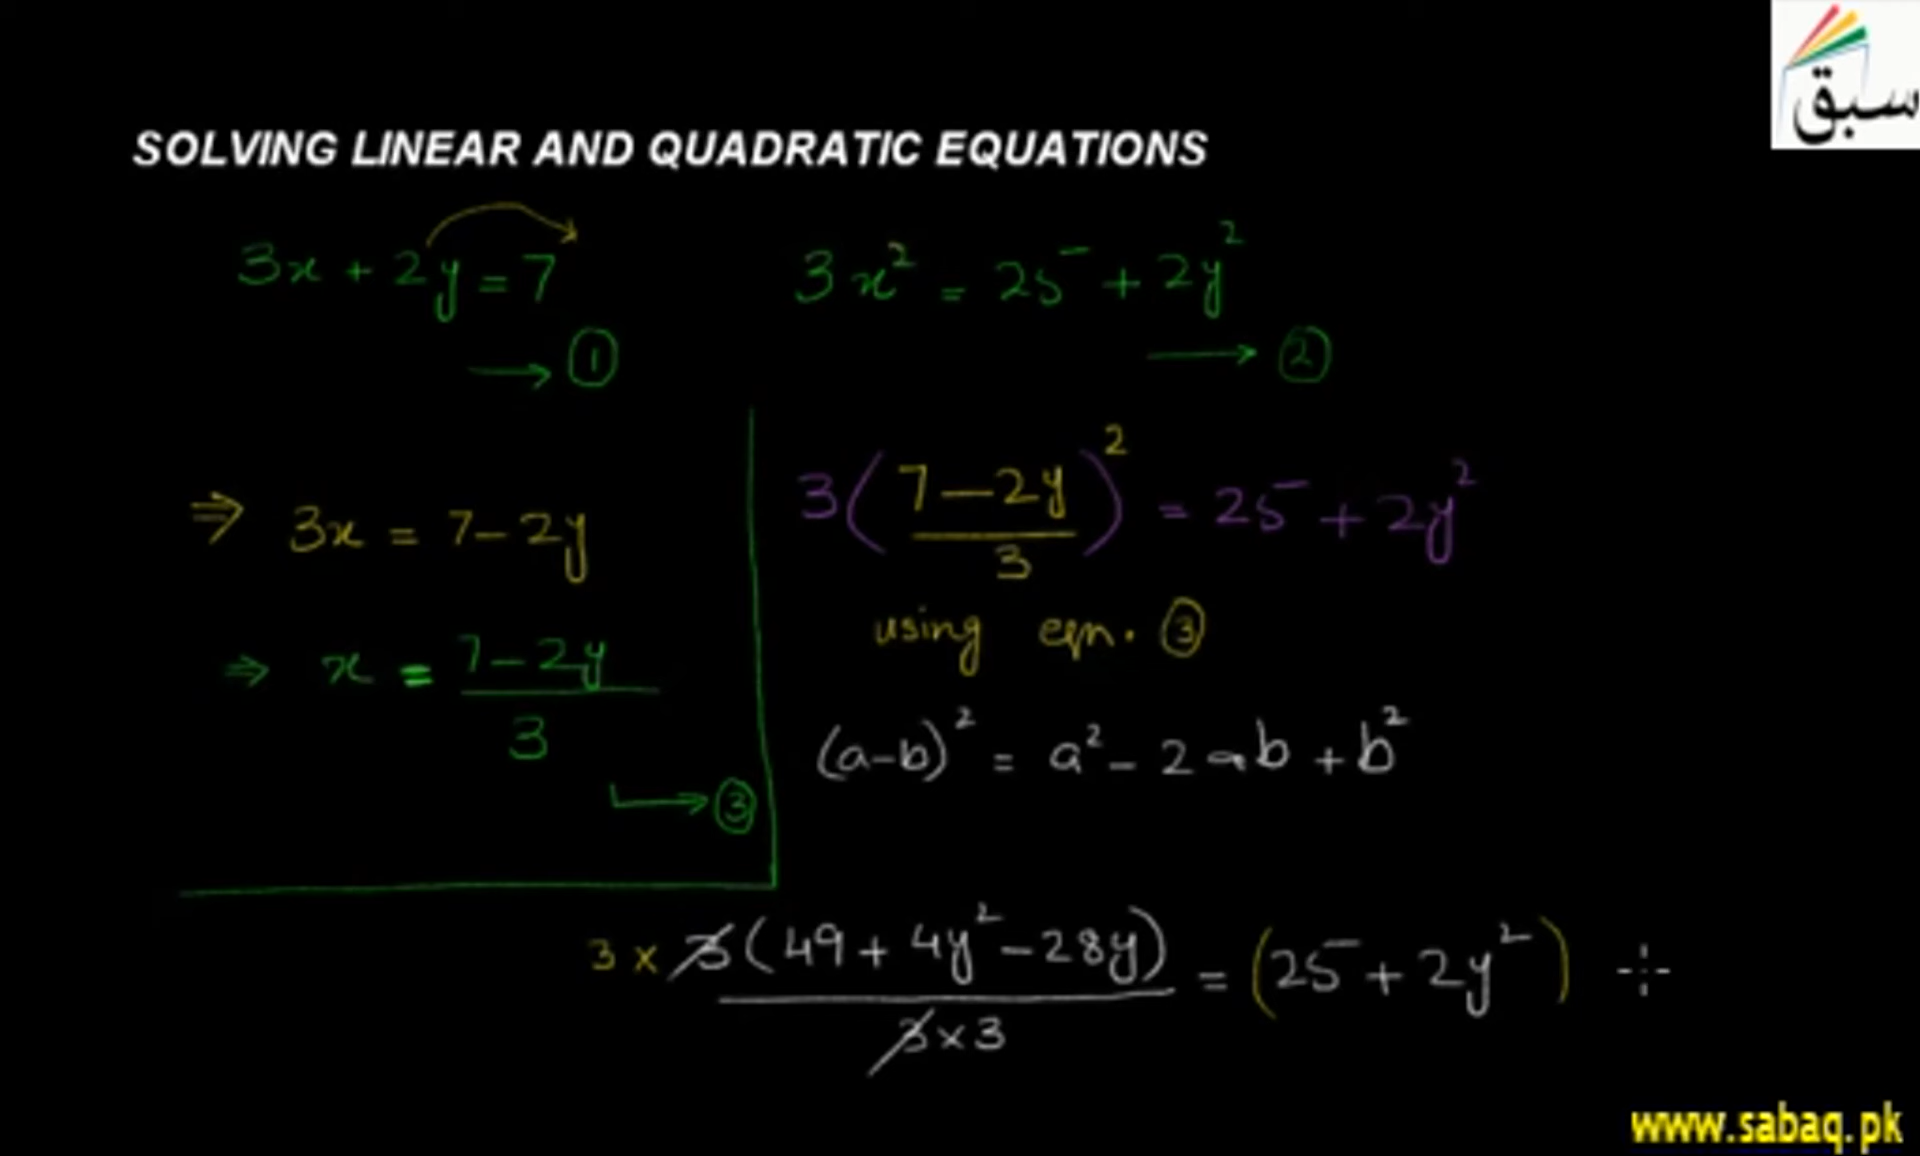 سبق
SOLVING LINEAR AND QUADRATIC EQUATIONS
3x + 2y = 7
→ ①
3x² = 25 + 2y²
→ ②
⇒ 3x = 7 - 2y
⇒ x = (7 - 2y)/3
↳ ③
3((7 - 2y)/3)² = 25 + 2y²
using eqn. ③
(a-b)² = a² - 2ab + b²
3 × 3(49 + 4y² - 28y)/(3 × 3) = (25 + 2y²)
www.sabaq.pk